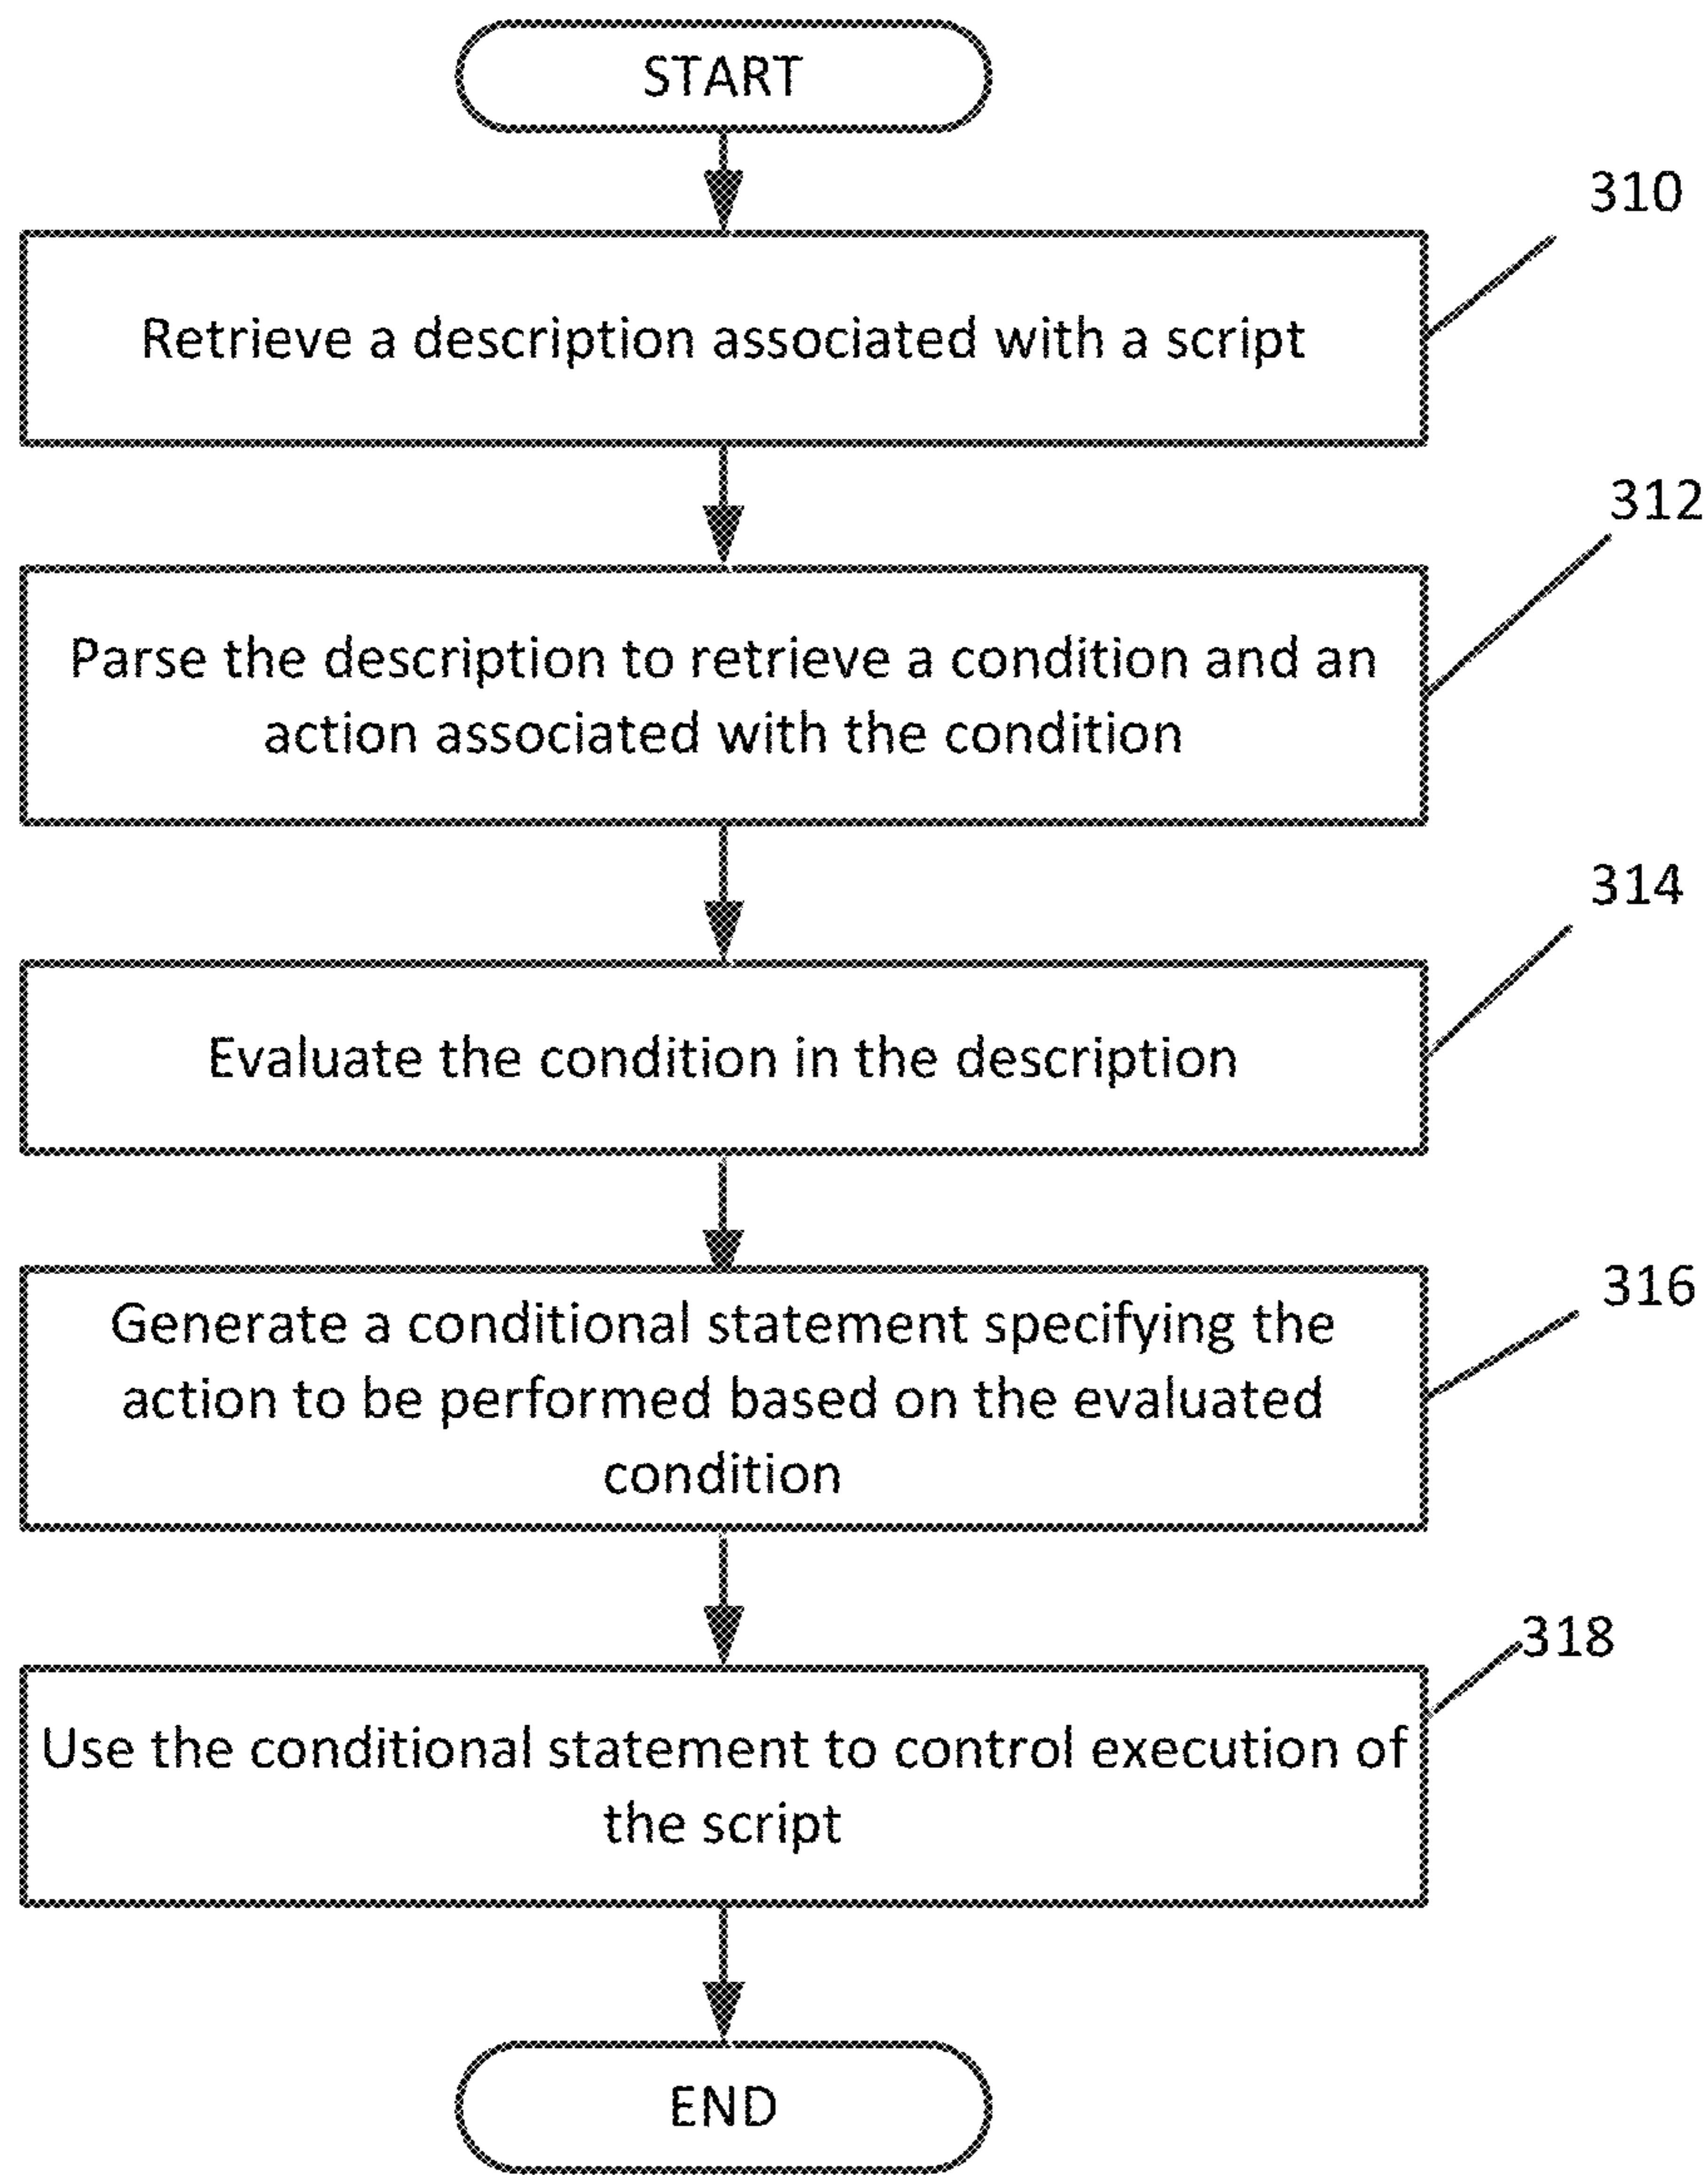 START
310
Retrieve a description associated with a script
312
Parse the description to retrieve a condition and an
action associated with the condition
314
Evaluate the condition in the description
316
Generate a conditional statement specifying the
action to be performed based on the evaluated
condition
318
Use the conditional statement to control execution of
the script
END